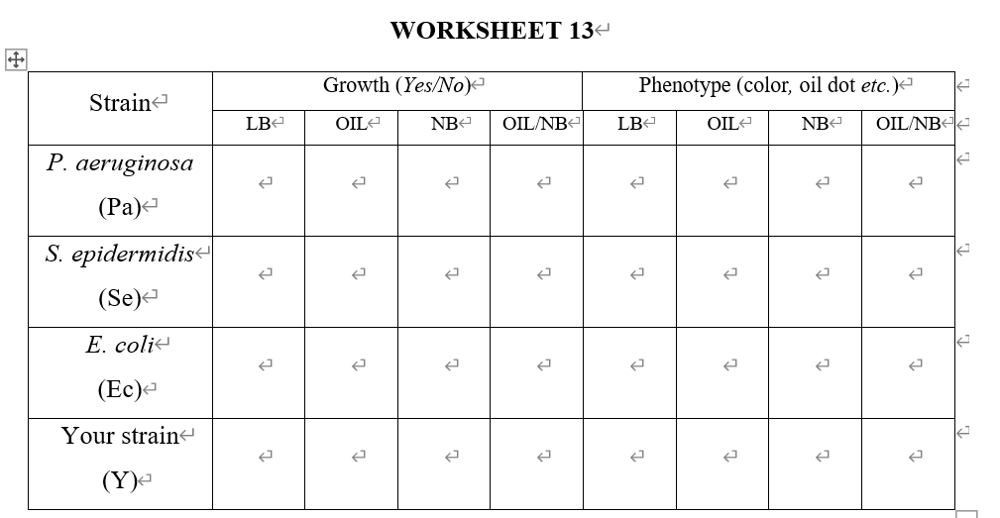 WORKSHEET 13
Strain
Growth (Yes/No)
Phenotype (color, oil dot etc.)
LB OIL NB OIL/NB LB OIL NB OIL/NB
P. aeruginosa
(Pa)
S. epidermidis
(Se)
E. coli
(Ec)
Your strain
(Y)